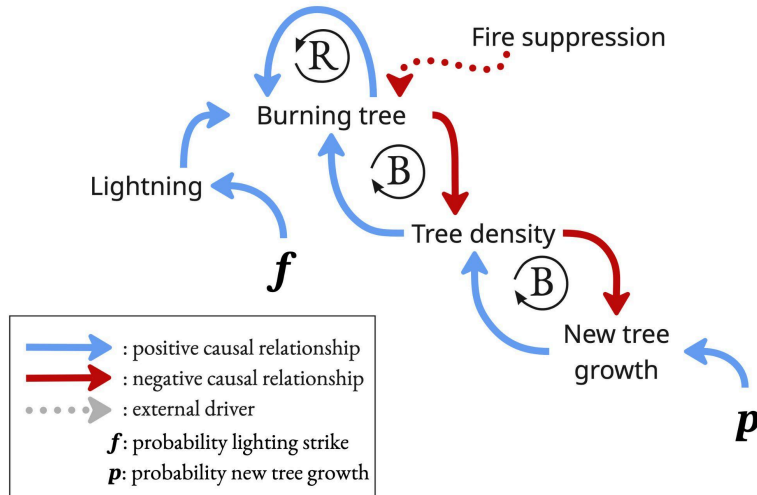 R
Fire suppression
Burning tree
B
Lightning
Tree density
f
B
New tree
growth
p
: positive causal relationship
: negative causal relationship
: external driver
f: probability lighting strike
p: probability new tree growth